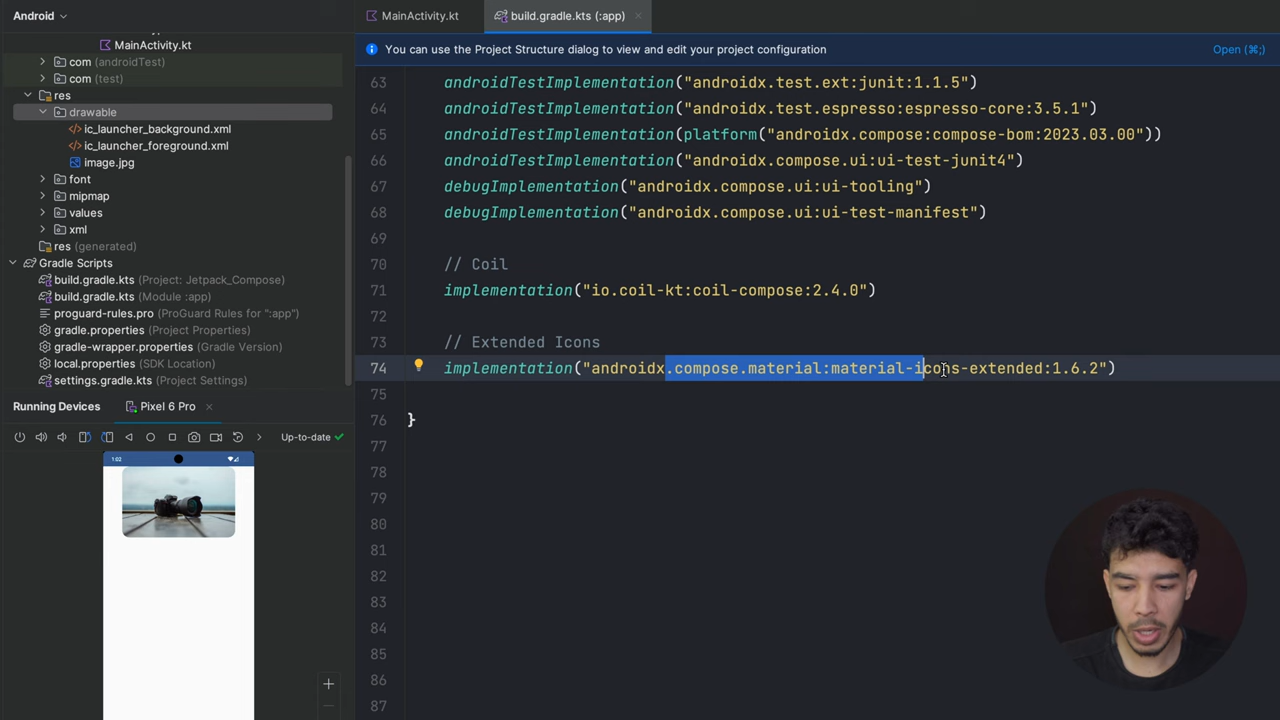 Android
MainActivity.kt
build.gradle.kts (:app)
You can use the Project Structure dialog to view and edit your project configuration
Open (⌘;)
MainActivity.kt
com (androidTest)
com (test)
res
drawable
ic_launcher_background.xml
ic_launcher_foreground.xml
image.jpg
font
mipmap
values
xml
res (generated)
Gradle Scripts
build.gradle.kts (Project: Jetpack_Compose)
build.gradle.kts (Module :app)
proguard-rules.pro (ProGuard Rules for ":app")
gradle.properties (Project Properties)
gradle-wrapper.properties (Gradle Version)
local.properties (SDK Location)
settings.gradle.kts (Project Settings)
Running Devices
Pixel 6 Pro
Up-to-date
1:02
63 androidTestImplementation("androidx.test.ext:junit:1.1.5")
64 androidTestImplementation("androidx.test.espresso:espresso-core:3.5.1")
65 androidTestImplementation(platform("androidx.compose:compose-bom:2023.03.00"))
66 androidTestImplementation("androidx.compose.ui:ui-test-junit4")
67 debugImplementation("androidx.compose.ui:ui-tooling")
68 debugImplementation("androidx.compose.ui:ui-test-manifest")
69
70 // Coil
71 implementation("io.coil-kt:coil-compose:2.4.0")
72
73 // Extended Icons
74 implementation("androidx.compose.material:material-icons-extended:1.6.2")
75
76 }
77
78
79
80
81
82
83
84
85
86
87